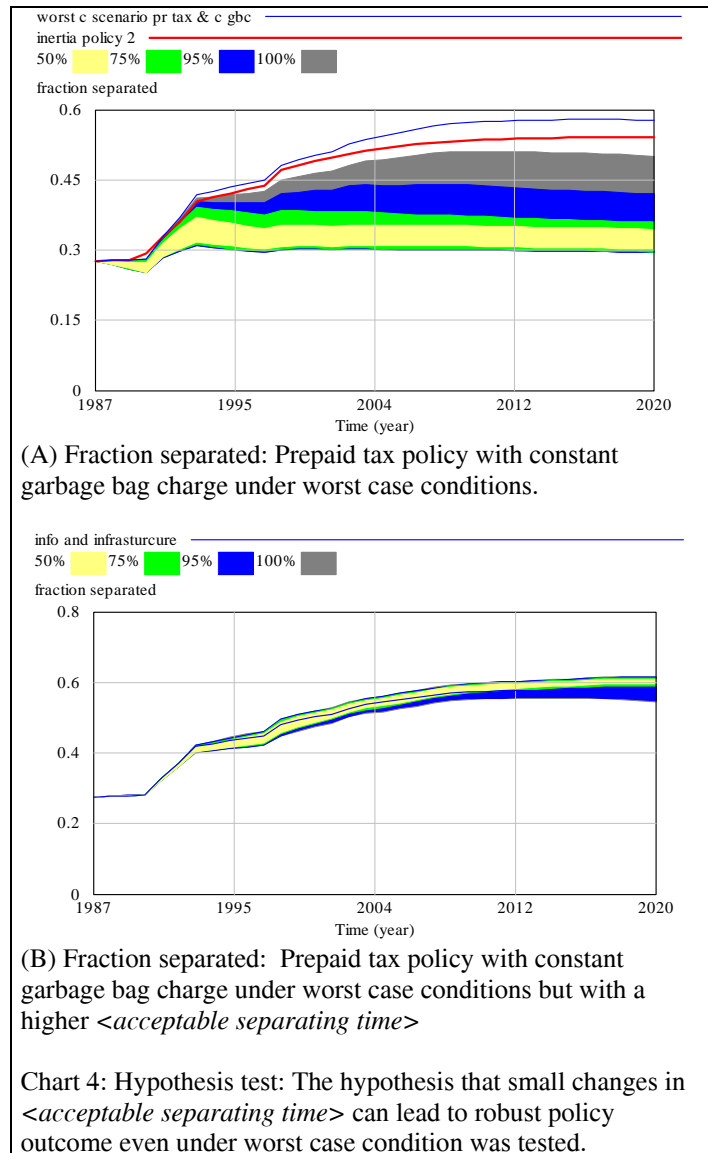 worst c scenario pr tax & c gbc
inertia policy 2
50% 75% 95% 100%
fraction separated
0.6
0.45
0.3
0.15
0
1987 1995 2004 2012 2020
Time (year)
(A) Fraction separated: Prepaid tax policy with constant
garbage bag charge under worst case conditions.
info and infrasturcure
50% 75% 95% 100%
fraction separated
0.8
0.6
0.4
0.2
0
1987 1995 2004 2012 2020
Time (year)
(B) Fraction separated: Prepaid tax policy with constant
garbage bag charge under worst case conditions but with a
higher <acceptable separating time>
Chart 4: Hypothesis test: The hypothesis that small changes in
<acceptable separating time> can lead to robust policy
outcome even under worst case condition was tested.